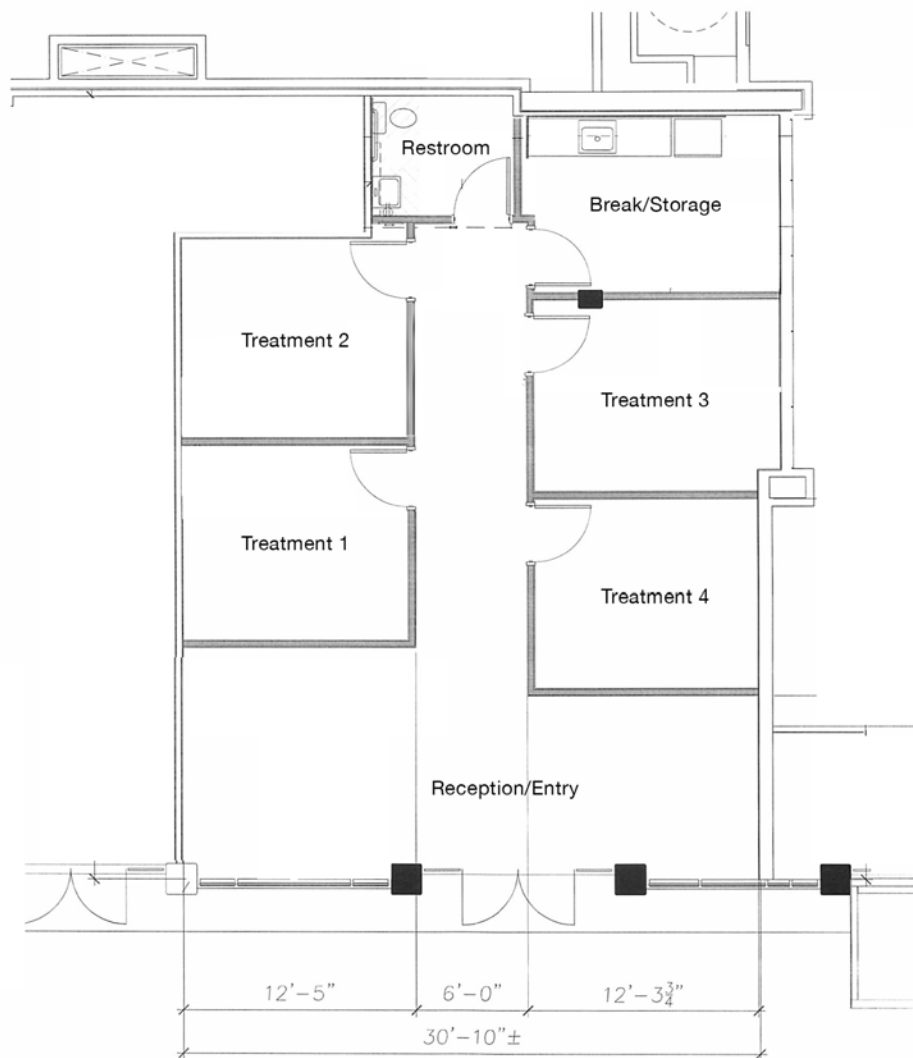 Restroom
Break/Storage
Treatment 2
Treatment 3
Treatment 1
Treatment 4
Reception/Entry
12'-5"
6'-0"
12'-3¾"
30'-10"±